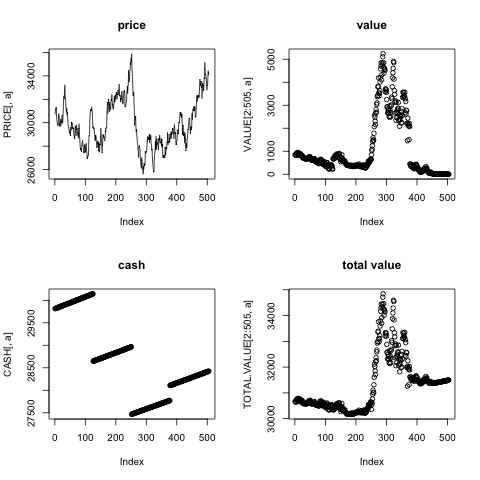 price
PRICE[, a]
26000 30000 34000
0 100 200 300 400 500
Index
value
VALUE[2:505, a]
0 1000 3000 5000
0 100 200 300 400 500
Index
cash
CASH[, a]
27500 28500 29500
0 100 200 300 400 500
Index
total value
TOTAL.VALUE[2:505, a]
30000 32000 34000
0 100 200 300 400 500
Index